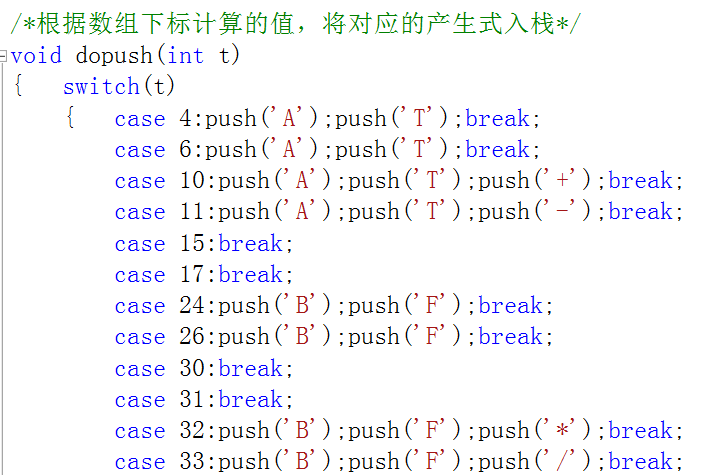 /*根据数组下标计算的值，将对应的产生式入栈*/
void dopush(int t)
{   switch(t)
    {   case 4:push('A');push('T');break;
        case 6:push('A');push('T');break;
        case 10:push('A');push('T');push('+');break;
        case 11:push('A');push('T');push('-');break;
        case 15:break;
        case 17:break;
        case 24:push('B');push('F');break;
        case 26:push('B');push('F');break;
        case 30:break;
        case 31:break;
        case 32:push('B');push('F');push('*');break;
        case 33:push('B');push('F');push('/');break;